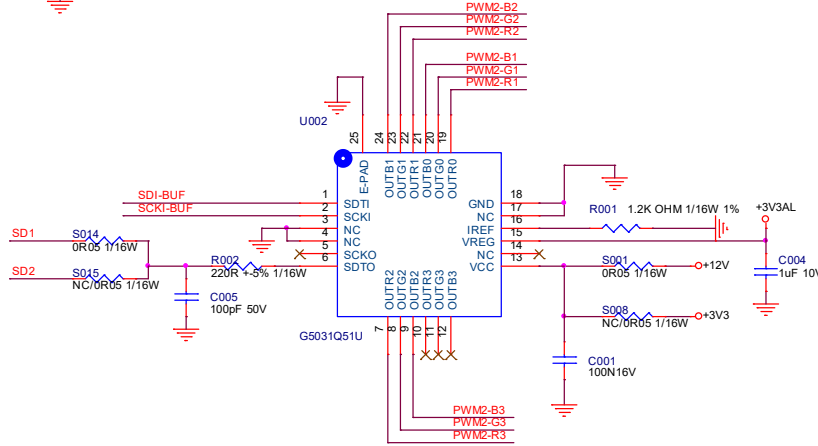 PWM2-B2
PWM2-G2
PWM2-R2
PWM2-B1
PWM2-G1
PWM2-R1
U002
25
24
23
22
21
20
19
E-PAD
OUTB1
OUTG1
OUTR1
OUTB0
OUTG0
OUTR0
SDI-BUF
1
SDTI
SCKI-BUF
2
SCKI
3
NC
4
NC
5
SCKO
6
SDTO
GND
18
NC
17
IREF
16
VREG
15
NC
14
VCC
13
R001
1.2K OHM 1/16W 1%
+3V3AL
C004
1uF 10V
SD1
S014
0R05 1/16W
SD2
S015
NC/0R05 1/16W
R002
220R +-5% 1/16W
C005
100pF 50V
S001
0R05 1/16W
+12V
S008
NC/0R05 1/16W
+3V3
C001
100N16V
OUTR2
OUTG2
OUTB2
OUTR3
OUTG3
OUTB3
G5031Q51U
7
8
9
10
11
12
PWM2-B3
PWM2-G3
PWM2-R3